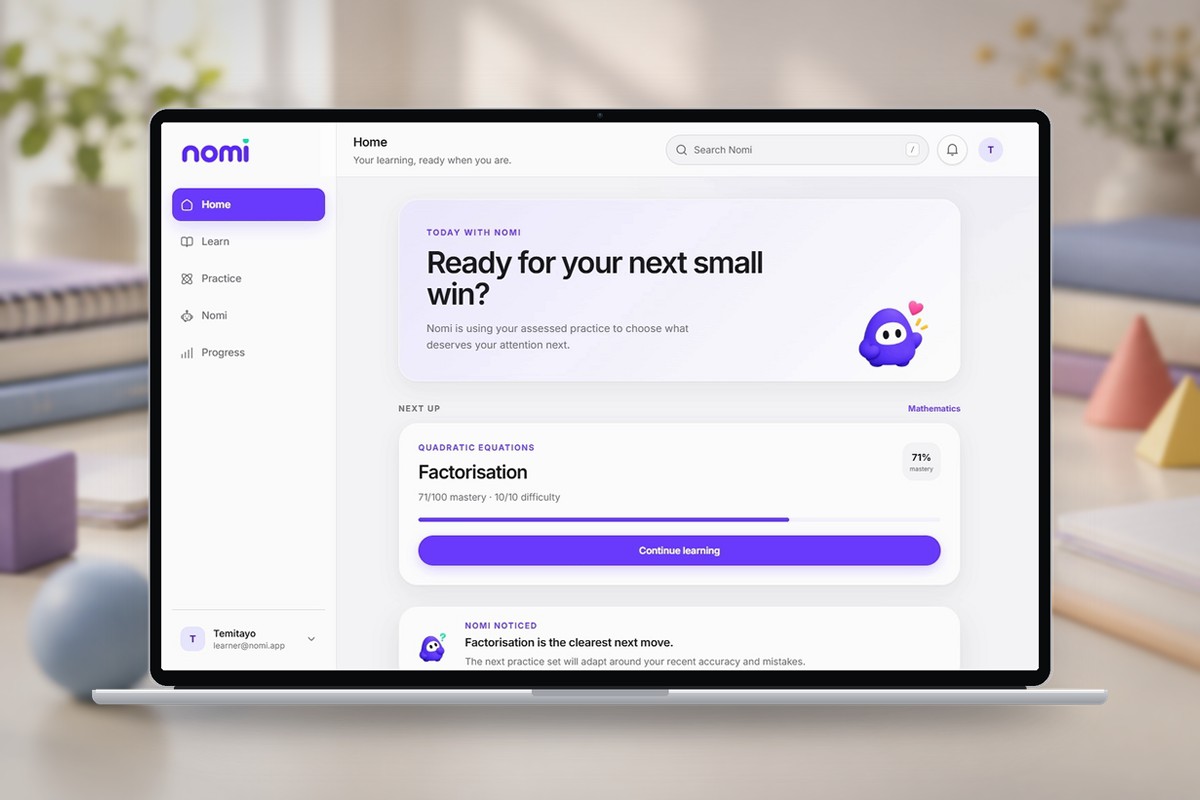 nomi
Home
Your learning, ready when you are.
Search Nomi
/
T
Home
Learn
Practice
Nomi
Progress
TODAY WITH NOMI
Ready for your next small
win?
Nomi is using your assessed practice to choose what
deserves your attention next.
NEXT UP
Mathematics
QUADRATIC EQUATIONS
Factorisation
71/100 mastery · 10/10 difficulty
71%
mastery
Continue learning
NOMI NOTICED
?
Factorisation is the clearest next move.
The next practice set will adapt around your recent accuracy and mistakes.
T
Temitayo
learner@nomi.app